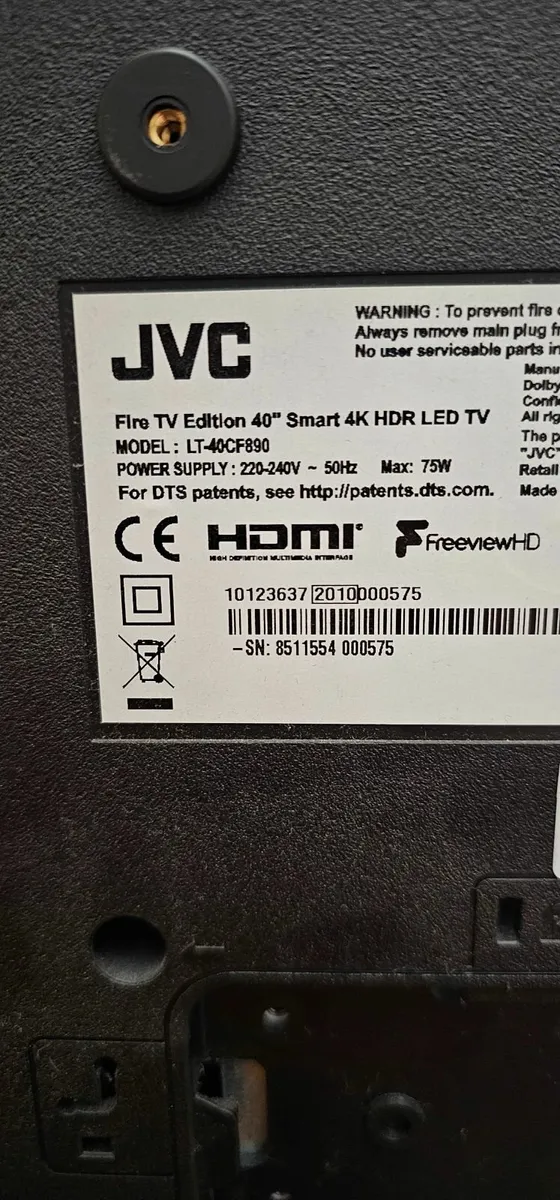 WARNING : To prevent fire
Always remove main plug
No user serviceable parts
JVC
Dolby
All
The
"JVC"
Retail
Made
Fire TV Edition 40" Smart 4K HDR LED TV
MODEL : LT-40CF890
POWER SUPPLY : 220-240V ~ 50Hz Max: 75W
For DTS patents, see http://patents.dts.com.
CE HDMI FreeviewHD
HIGH DEFINITION MULTIMEDIA INTERFACE
10123637 2010000575
–SN: 8511554 000575